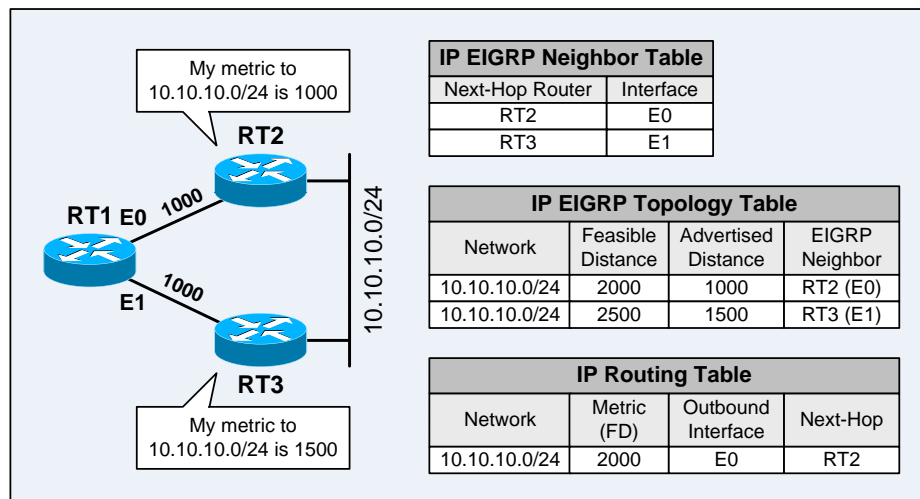 My metric to
10.10.10.0/24 is 1000
RT2
RT1
E0
1000
E1
1000
10.10.10.0/24
RT3
My metric to
10.10.10.0/24 is 1500
IP EIGRP Neighbor Table
Next-Hop Router Interface
RT2 E0
RT3 E1
IP EIGRP Topology Table
Network Feasible Distance Advertised Distance EIGRP Neighbor
10.10.10.0/24 2000 1000 RT2 (E0)
10.10.10.0/24 2500 1500 RT3 (E1)
IP Routing Table
Network Metric (FD) Outbound Interface Next-Hop
10.10.10.0/24 2000 E0 RT2